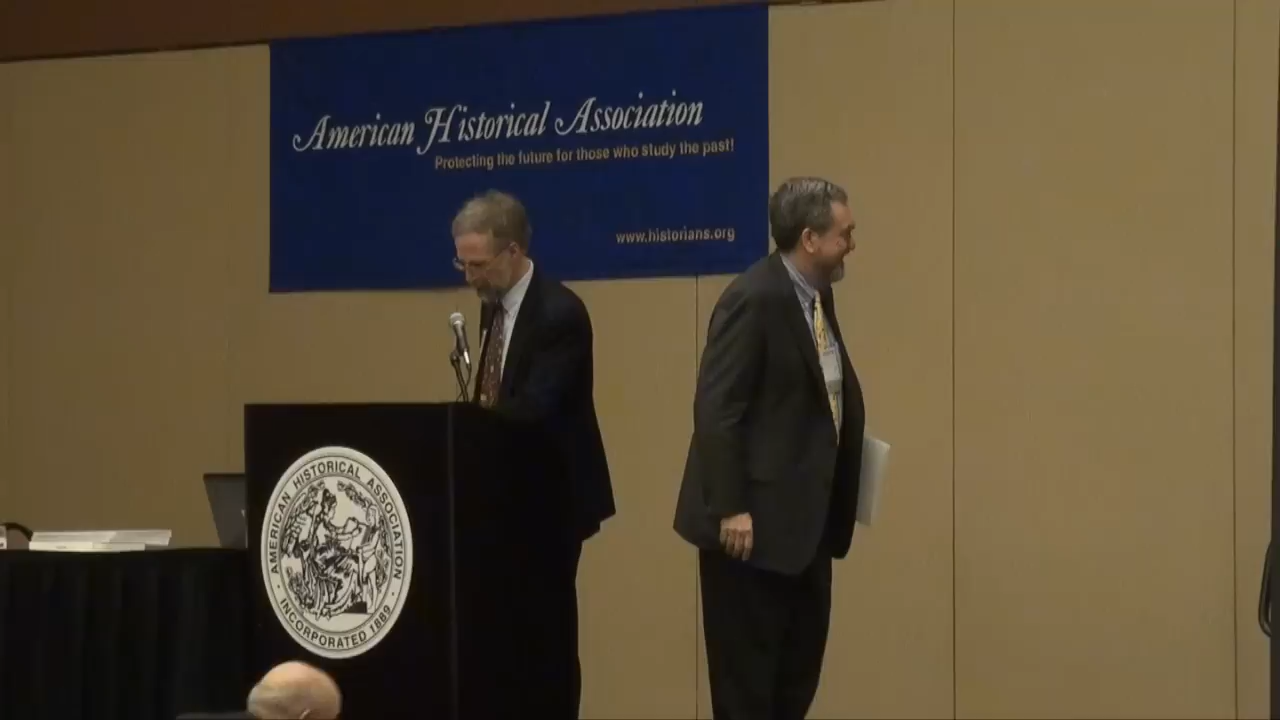 American Historical Association
Protecting the future for those who study the past!
www.historians.org
AMERICAN HISTORICAL ASSOCIATION
· INCORPORATED 1889 ·